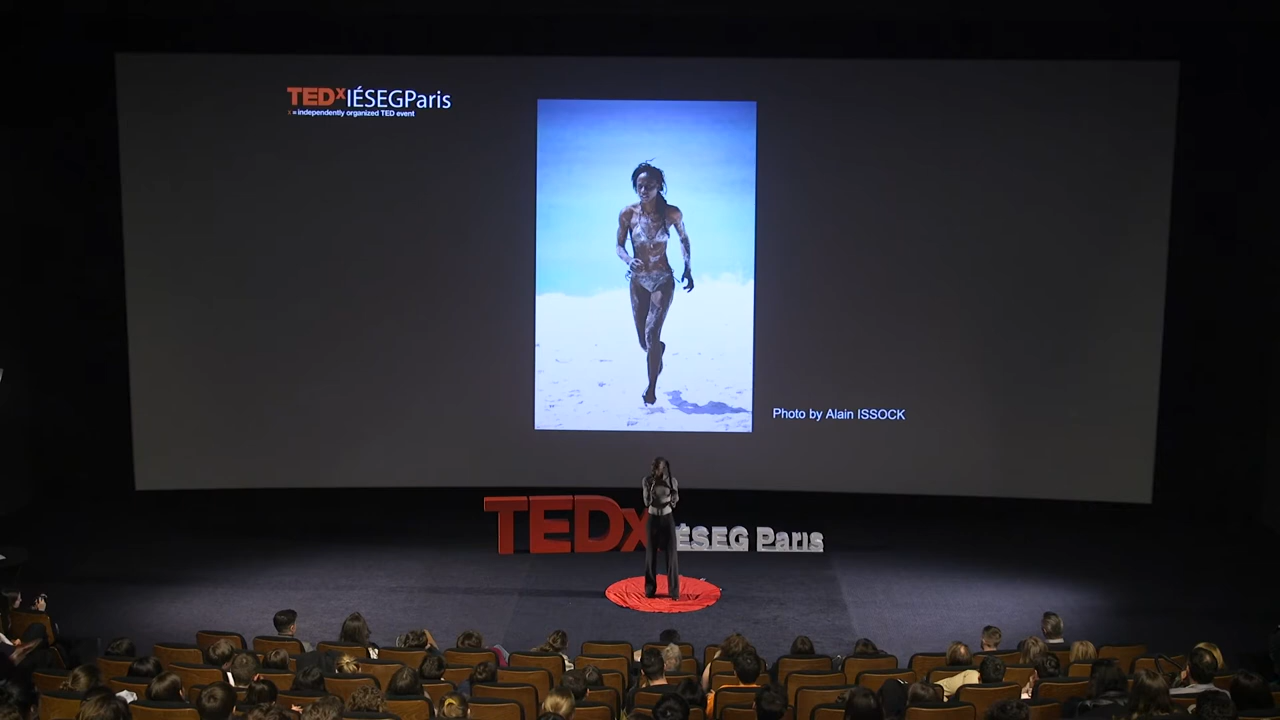 TEDxIÉSEGParis
x = independently organized TED event
Photo by Alain ISSOCK
TEDx IÉSEG Paris